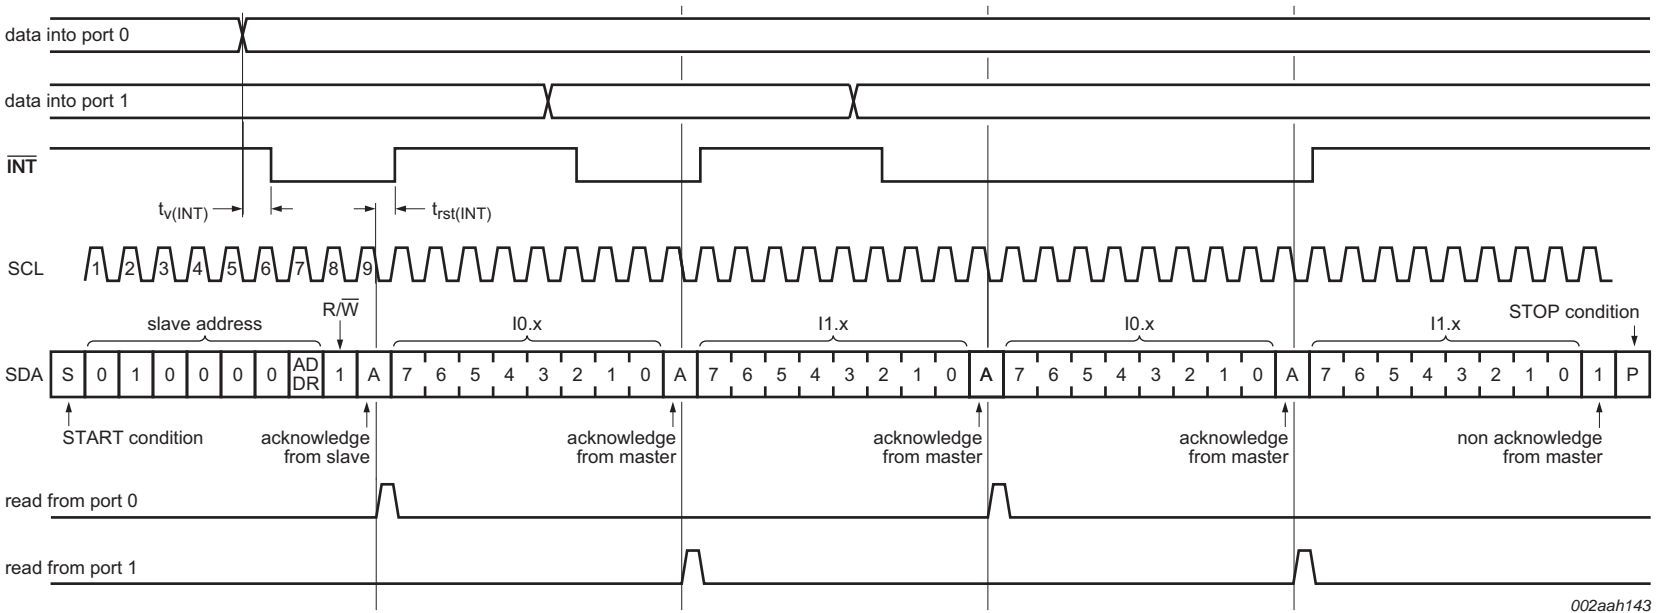 data into port 0
data into port 1
INT
tv(INT)
trst(INT)
SCL 1 2 3 4 5 6 7 8 9
R/W
STOP condition
slave address I0.x I1.x I0.x I1.x
SDA S 0 1 0 0 0 0 AD DR 1 A 7 6 5 4 3 2 1 0 A 7 6 5 4 3 2 1 0 A 7 6 5 4 3 2 1 0 A 7 6 5 4 3 2 1 0 1 P
START condition
acknowledge from slave
acknowledge from master
acknowledge from master
acknowledge from master
non acknowledge from master
read from port 0
read from port 1
002aah143